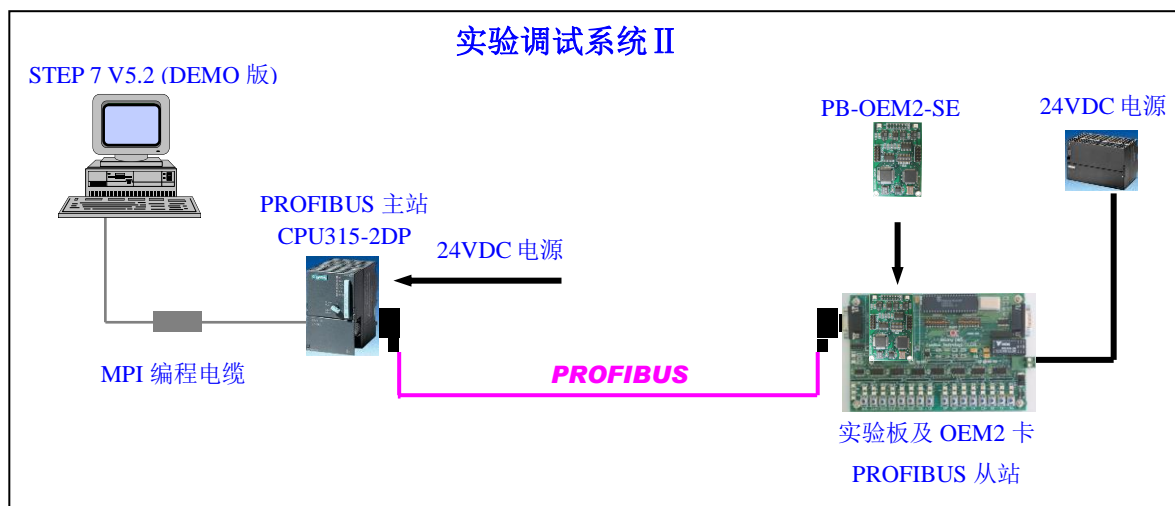 实验调试系统Ⅱ
STEP 7 V5.2 (DEMO 版)
PB-OEM2-SE
24VDC 电源
PROFIBUS 主站
CPU315-2DP
24VDC 电源
MPI 编程电缆
PROFIBUS
实验板及 OEM2 卡
PROFIBUS 从站